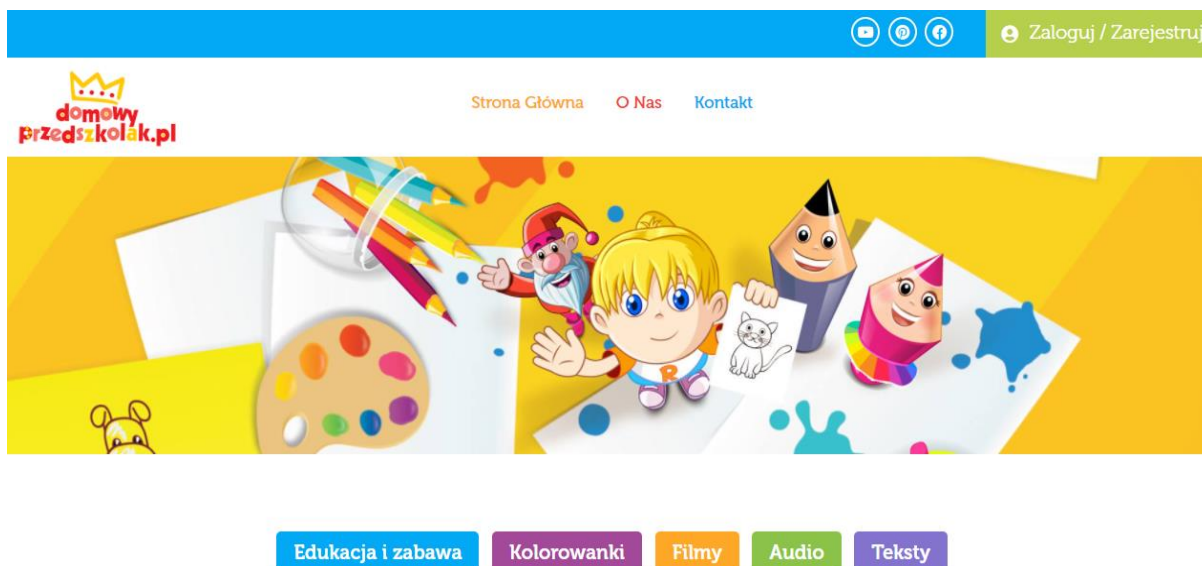 Zaloguj / Zarejestruj
domowy
przedszkolak.pl
Strona Główna O Nas Kontakt
R
Edukacja i zabawa Kolorowanki Filmy Audio Teksty